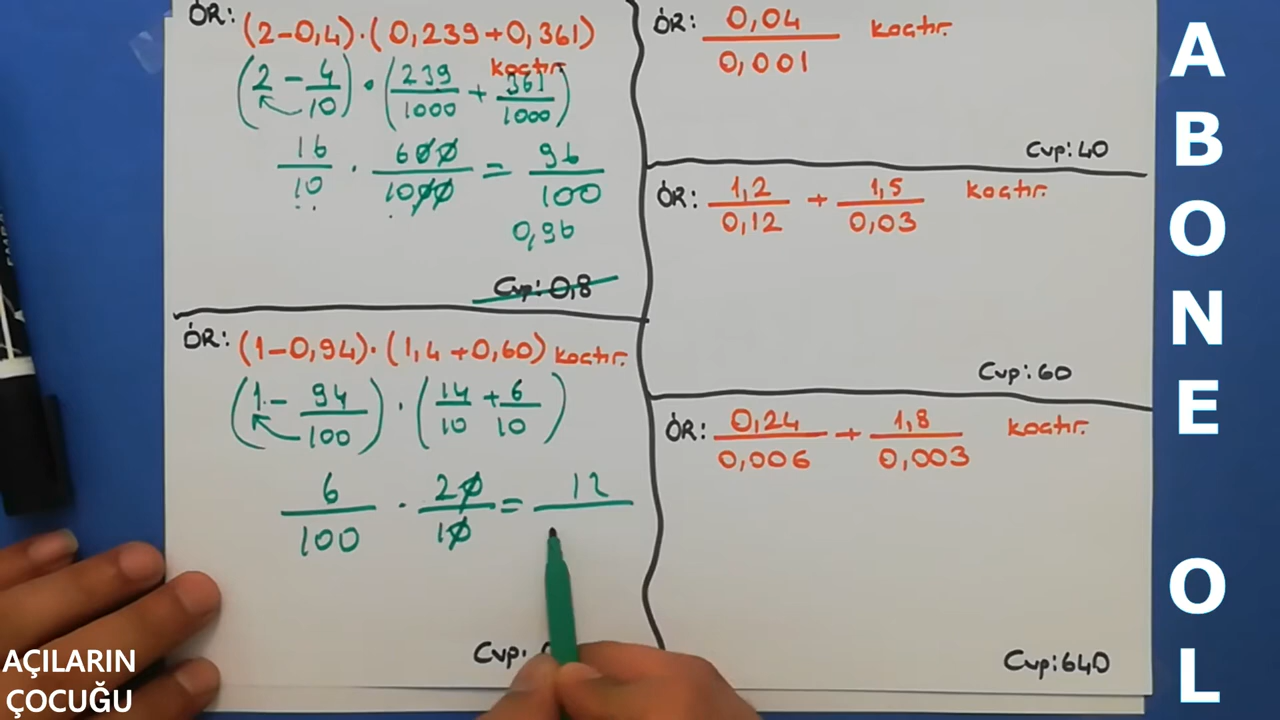 ÖR: (2-0,4)·(0,239+0,361) kaçtır.
(2 - 4/10) · (239/1000 + 361/1000)
16/10 · 600/1000 = 96/100
0,96
Cvp: 0,8
ÖR: (1-0,94)·(1,4+0,60) kaçtır.
(1 - 94/100) · (14/10 + 6/10)
6/100 · 20/10 = 12
Cvp:
ÖR: 0,04/0,001 kaçtır.
Cvp: 40
ÖR: 1,2/0,12 + 1,5/0,03 kaçtır.
Cvp: 60
ÖR: 0,24/0,006 + 1,8/0,003 kaçtır.
Cvp: 640
ABONE OL
AÇILARIN
ÇOCUĞU